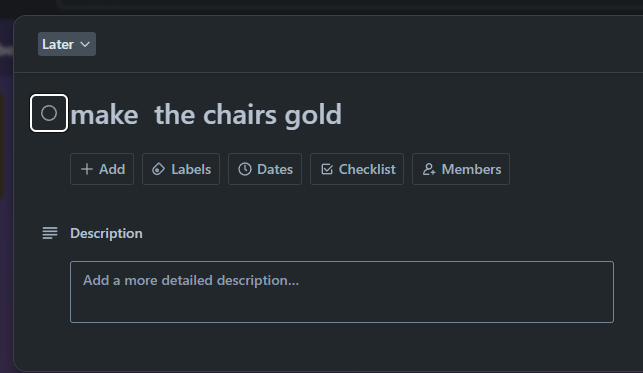 Later
make  the chairs gold
Add Labels Dates Checklist Members
Description
Add a more detailed description...